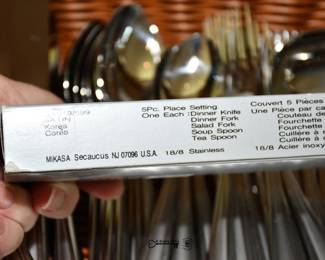 5Pc. Place Setting Couvert 5 Pièces
One Each : Dinner Knife Une Pièce par
Dinner Fork Couteau de
Salad Fork Fourchette
Soup Spoon Fourchette
Tea Spoon Cuillère à
Cuillère à
Korea
Corée
MIKASA Secaucus NJ 07096 U.S.A. 18/8 Stainless 18/8 Acier inoxy